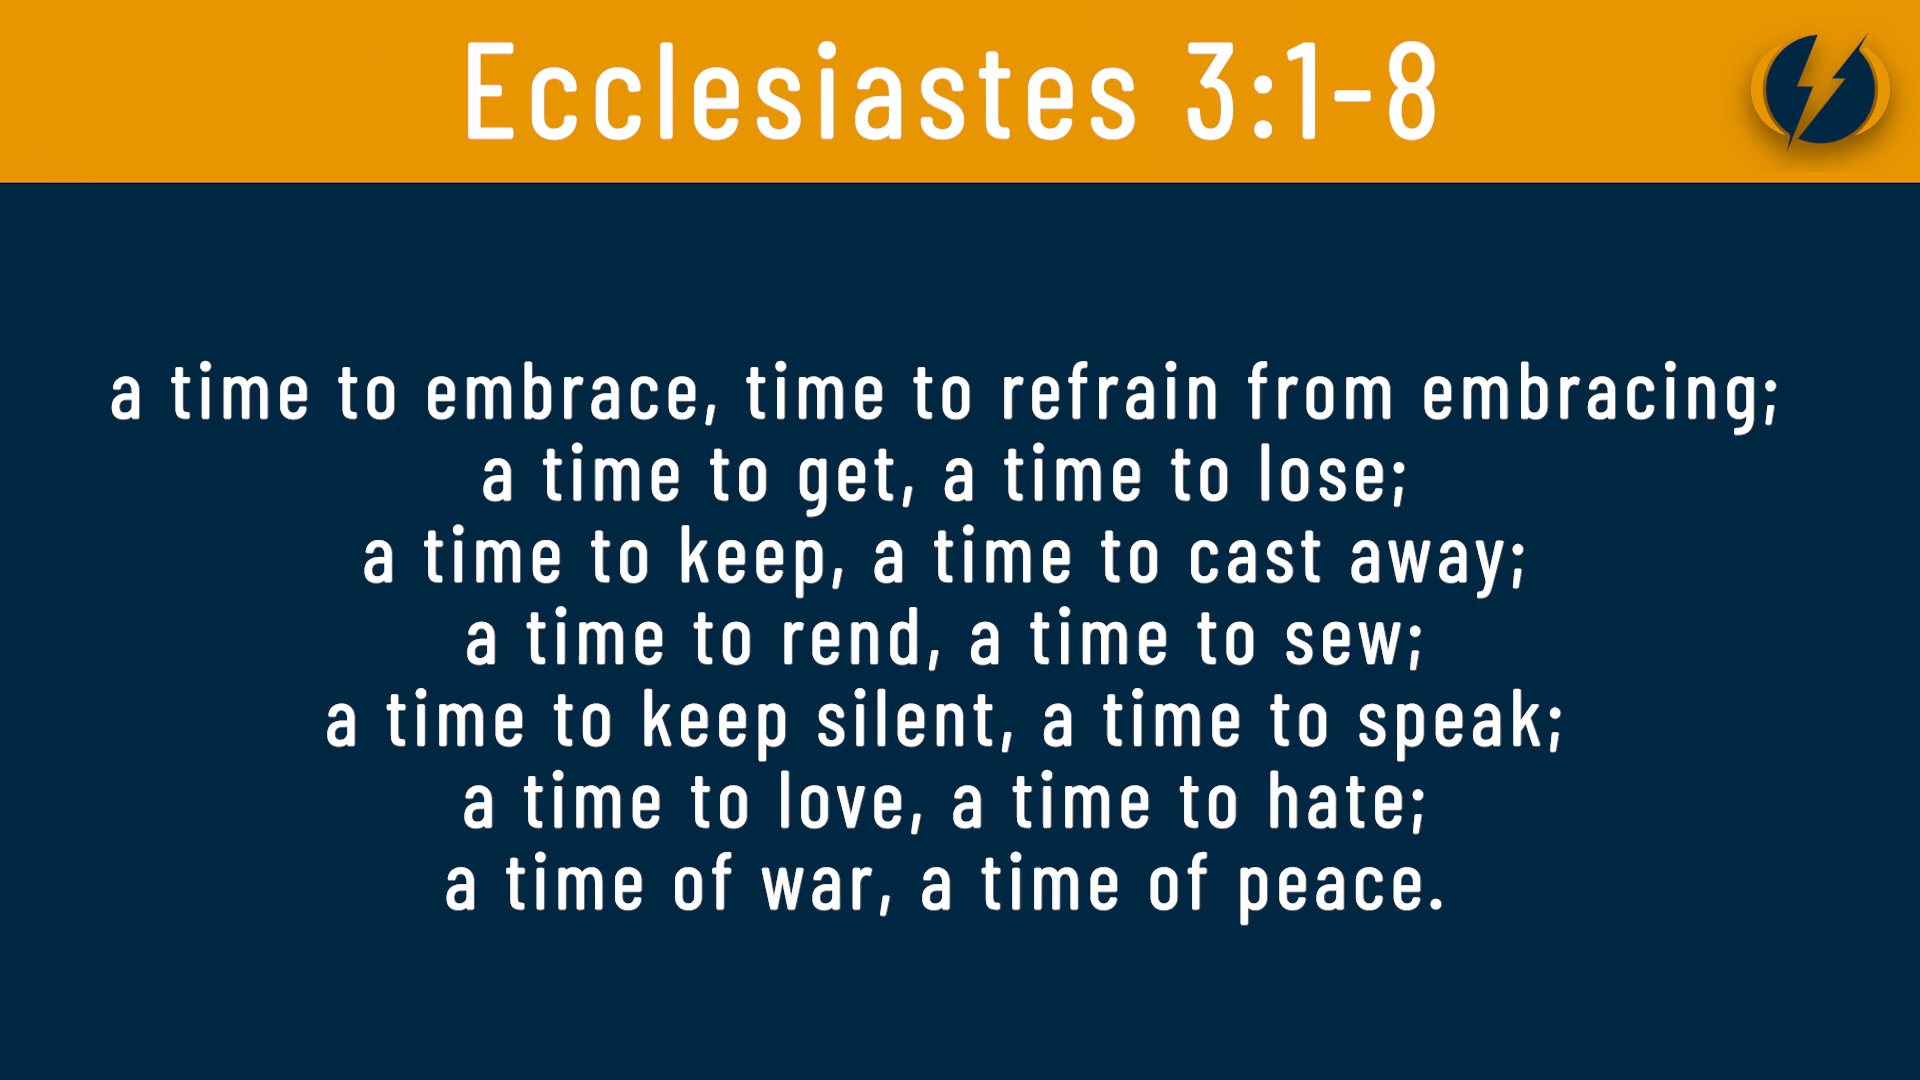 Ecclesiastes 3:1-8
a time to embrace, time to refrain from embracing;
a time to get, a time to lose;
a time to keep, a time to cast away;
a time to rend, a time to sew;
a time to keep silent, a time to speak;
a time to love, a time to hate;
a time of war, a time of peace.